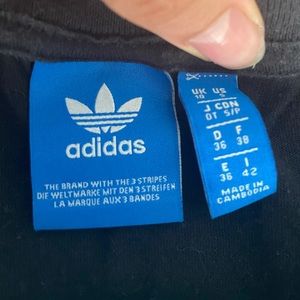 adidas
THE BRAND WITH THE 3 STRIPES
DIE WELTMARKE MIT DEN 3 STREIFEN
LA MARQUE AUX 3 BANDES
UK US
10 S
J CDN
OT S/P
D F
36 38
E I
36 42
MADE IN
CAMBODIA